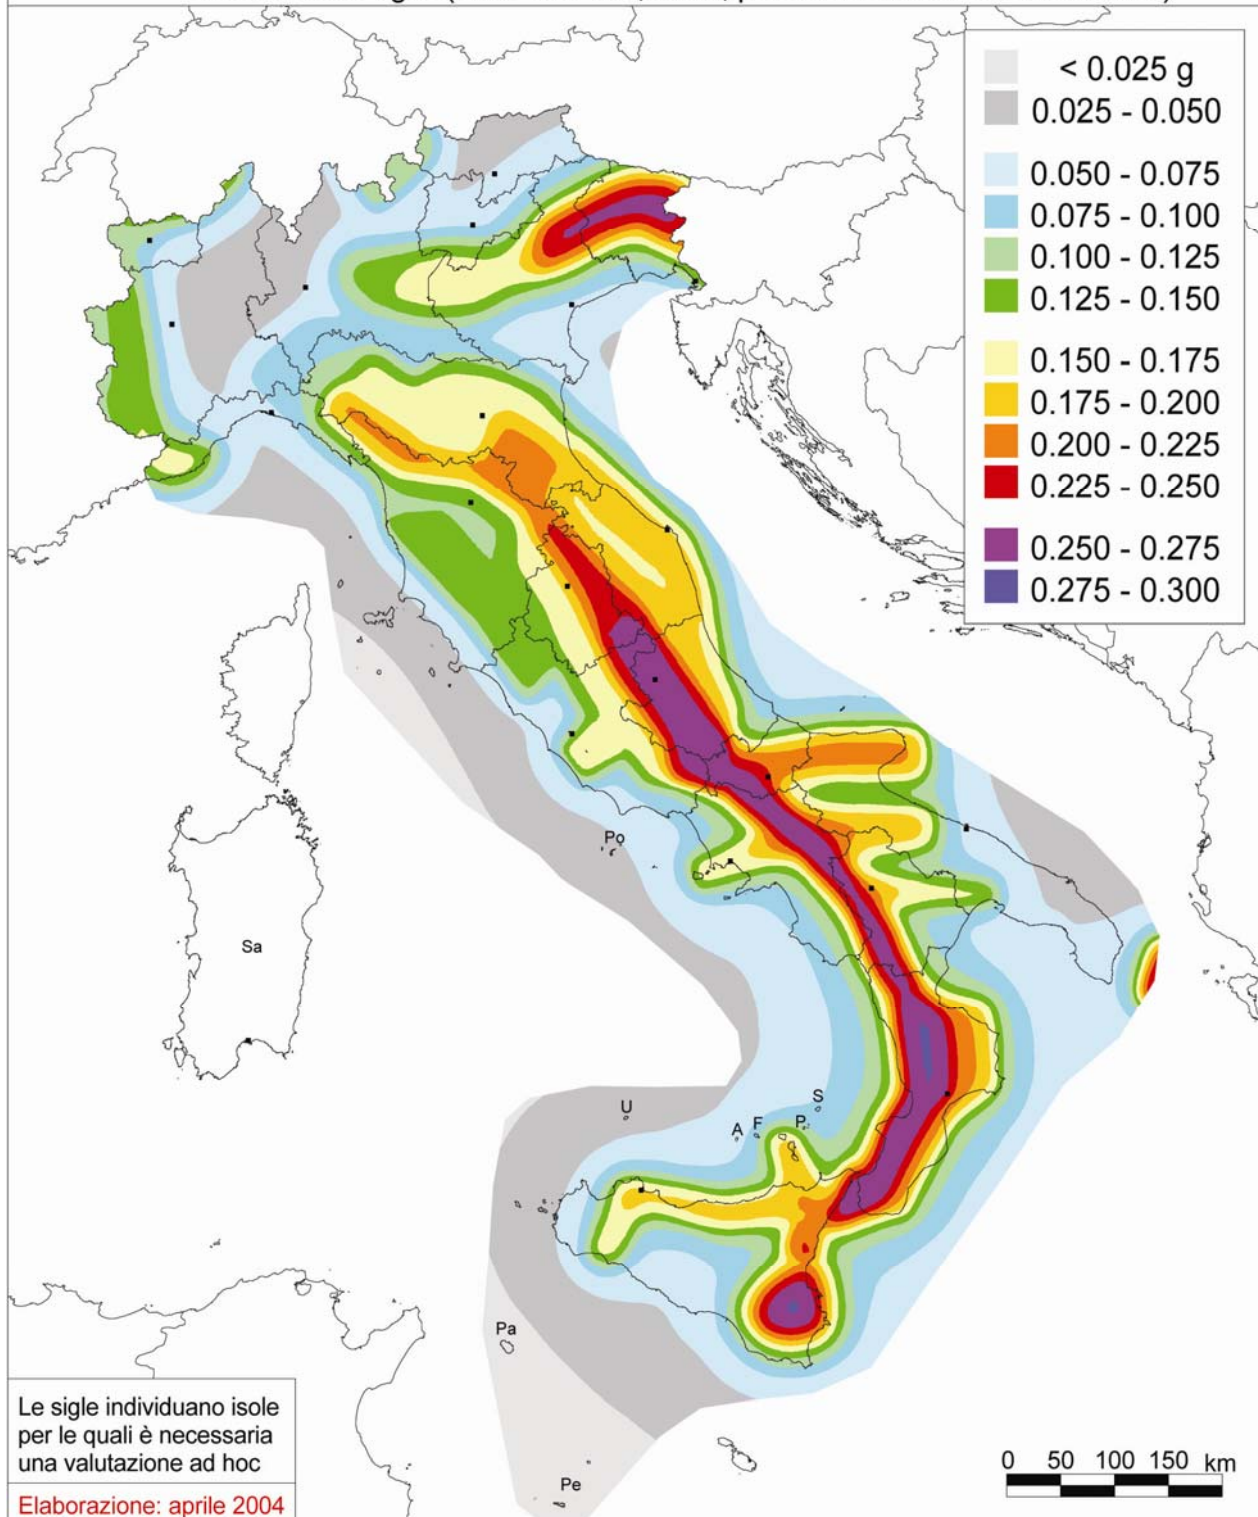 < 0.025 g
0.025 - 0.050
0.050 - 0.075
0.075 - 0.100
0.100 - 0.125
0.125 - 0.150
0.150 - 0.175
0.175 - 0.200
0.200 - 0.225
0.225 - 0.250
0.250 - 0.275
0.275 - 0.300
Po
Sa
U
S
A
F
P
Pa
Pe
Le sigle individuano isole
per le quali è necessaria
una valutazione ad hoc
Elaborazione: aprile 2004
0 50 100 150 km